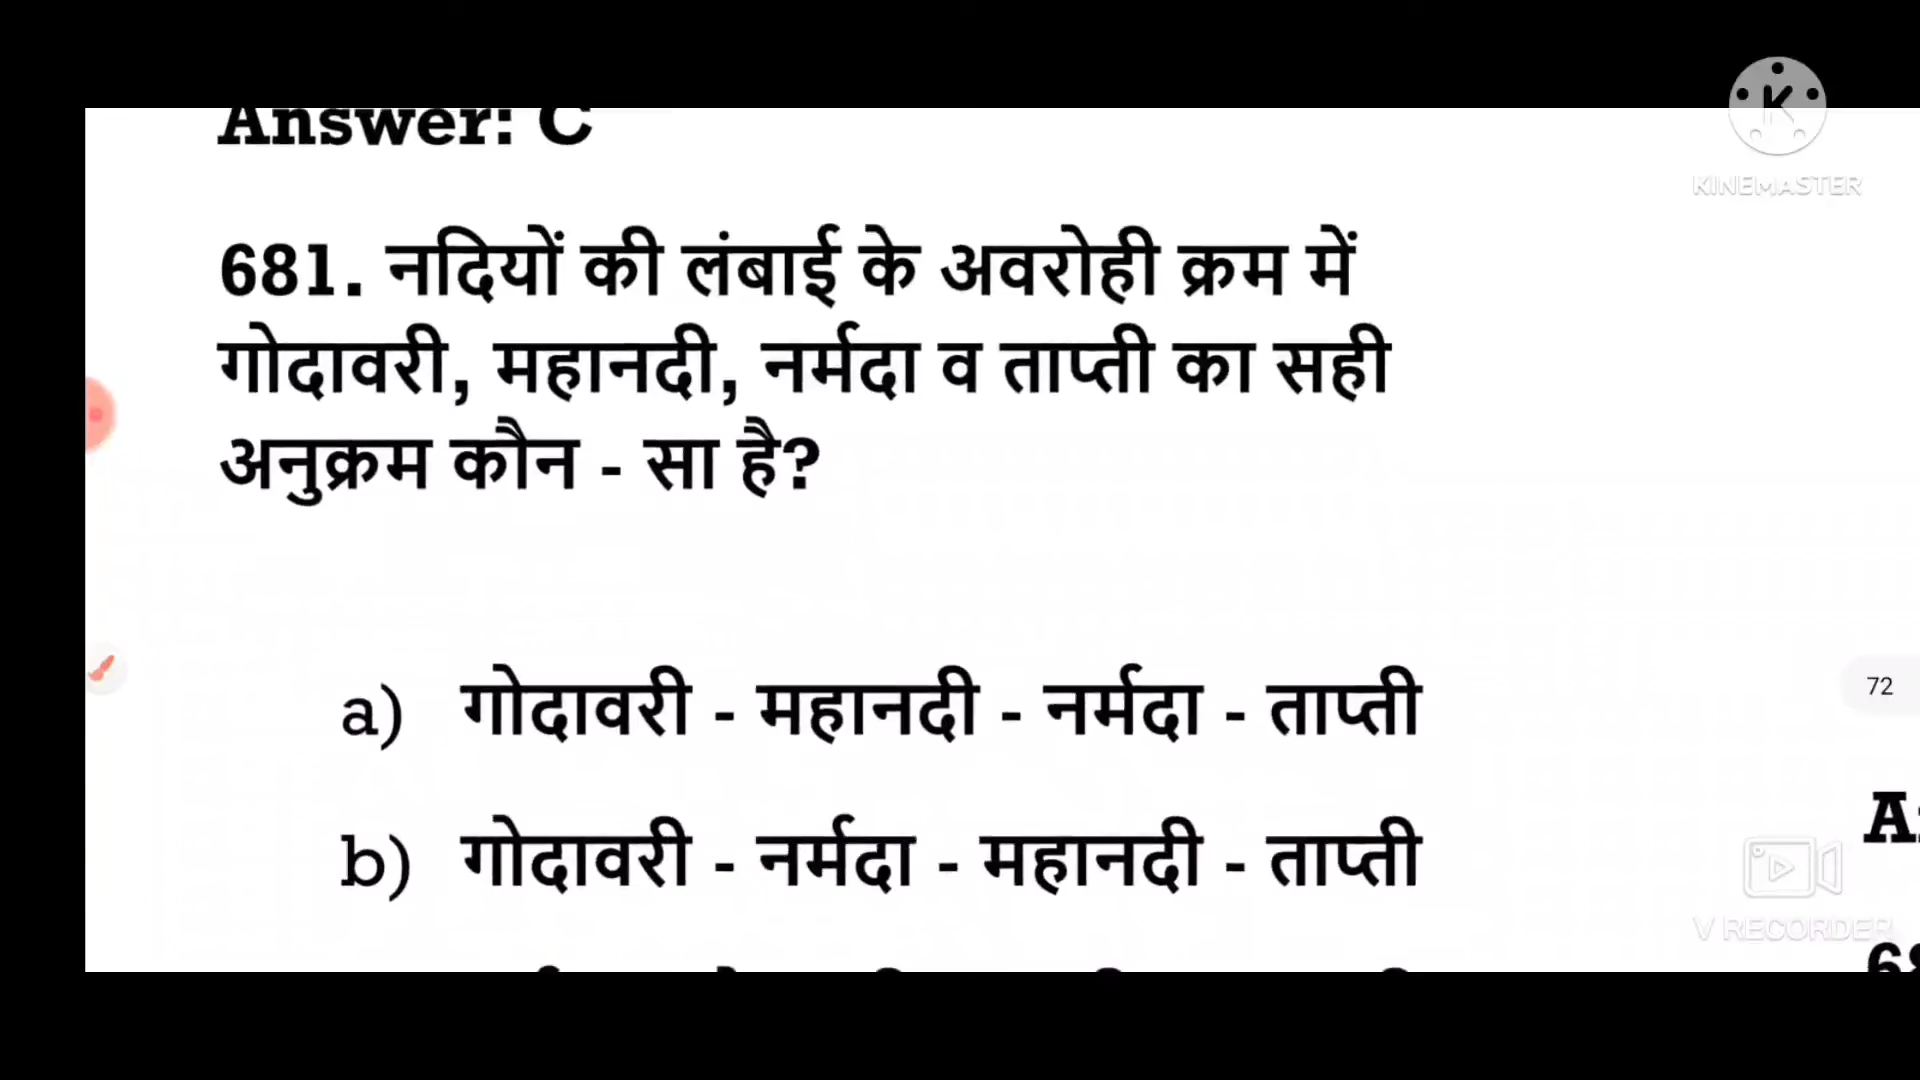 Answer: C
KINEMASTER
681. नदियों की लंबाई के अवरोही क्रम में
गोदावरी, महानदी, नर्मदा व ताप्ती का सही
अनुक्रम कौन - सा है?
a) गोदावरी - महानदी - नर्मदा - ताप्ती
72
b) गोदावरी - नर्मदा - महानदी - ताप्ती
V RECORDER